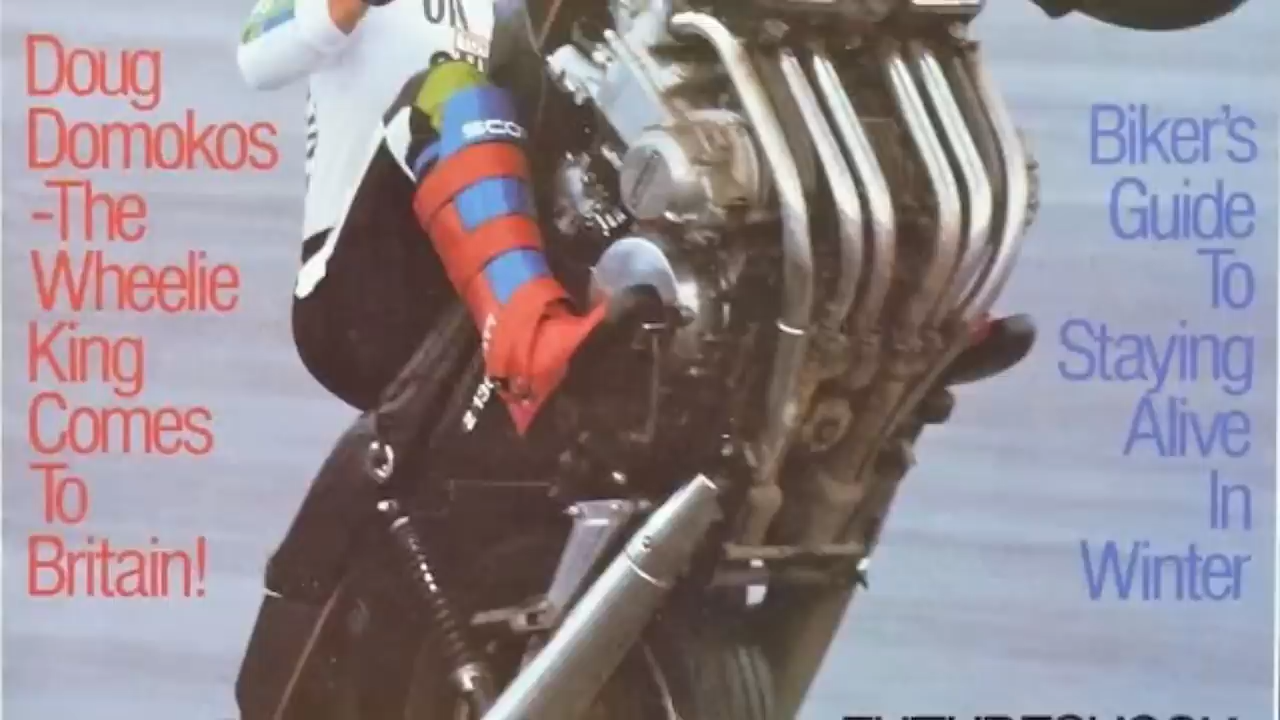 Doug
Domokos
-The
Wheelie
King
Comes
To
Britain!
Biker's
Guide
To
Staying
Alive
In
Winter